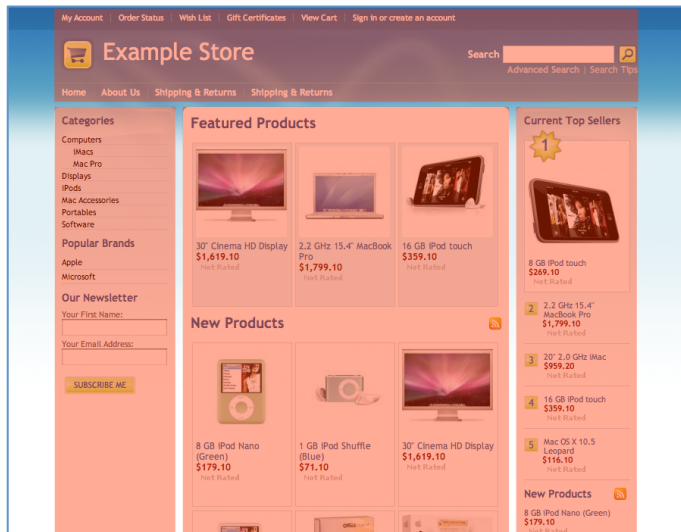 My Account | Order Status | Wish List | Gift Certificates | View Cart | Sign in or create an account
Example Store
Search
Advanced Search | Search Tips
Home About Us Shipping & Returns Shipping & Returns
Categories
Computers
iMacs
Mac Pro
Displays
iPods
Mac Accessories
Portables
Software
Popular Brands
Apple
Microsoft
Our Newsletter
Your First Name:
Your Email Address:
SUBSCRIBE ME
Featured Products
30" Cinema HD Display
$1,619.10
Not Rated
2.2 GHz 15.4" MacBook
Pro
$1,799.10
Not Rated
16 GB iPod touch
$359.10
Not Rated
New Products
8 GB iPod Nano
(Green)
$179.10
Not Rated
1 GB iPod Shuffle
(Blue)
$71.10
Not Rated
30" Cinema HD Display
$1,619.10
Not Rated
Current Top Sellers
1
8 GB iPod touch
$269.10
Not Rated
2 2.2 GHz 15.4"
MacBook Pro
$1,799.10
Not Rated
3 20" 2.0 GHz iMac
$959.20
Not Rated
4 16 GB iPod touch
$359.10
Not Rated
5 Mac OS X 10.5
Leopard
$116.10
Not Rated
New Products
8 GB iPod Nano (Green)
$179.10
Not Rated